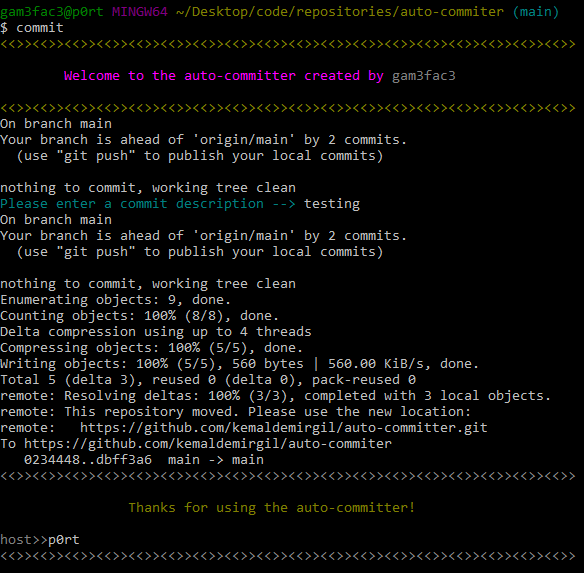 gam3fac3@p0rt MINGW64 ~/Desktop/code/repositories/auto-commiter (main)
$ commit
<<>><<>><<>><<>><<>><<>><<>><<>><<>><<>><<>><<>><<>><<>><<>><<>><<>><<>>
Welcome to the auto-committer created by gam3fac3
<<>><<>><<>><<>><<>><<>><<>><<>><<>><<>><<>><<>><<>><<>><<>><<>><<>><<>>
On branch main
Your branch is ahead of 'origin/main' by 2 commits.
  (use "git push" to publish your local commits)
nothing to commit, working tree clean
Please enter a commit description --> testing
On branch main
Your branch is ahead of 'origin/main' by 2 commits.
  (use "git push" to publish your local commits)
nothing to commit, working tree clean
Enumerating objects: 9, done.
Counting objects: 100% (8/8), done.
Delta compression using up to 4 threads
Compressing objects: 100% (5/5), done.
Writing objects: 100% (5/5), 560 bytes | 560.00 KiB/s, done.
Total 5 (delta 3), reused 0 (delta 0), pack-reused 0
remote: Resolving deltas: 100% (3/3), completed with 3 local objects.
remote: This repository moved. Please use the new location:
remote:   https://github.com/kemaldemirgil/auto-committer.git
To https://github.com/kemaldemirgil/auto-commiter
   0234448..dbff3a6  main -> main
<<>><<>><<>><<>><<>><<>><<>><<>><<>><<>><<>><<>><<>><<>><<>><<>><<>><<>>
Thanks for using the auto-committer!
host>>p0rt
<<>><<>><<>><<>><<>><<>><<>><<>><<>><<>><<>><<>><<>><<>><<>><<>><<>><<>>